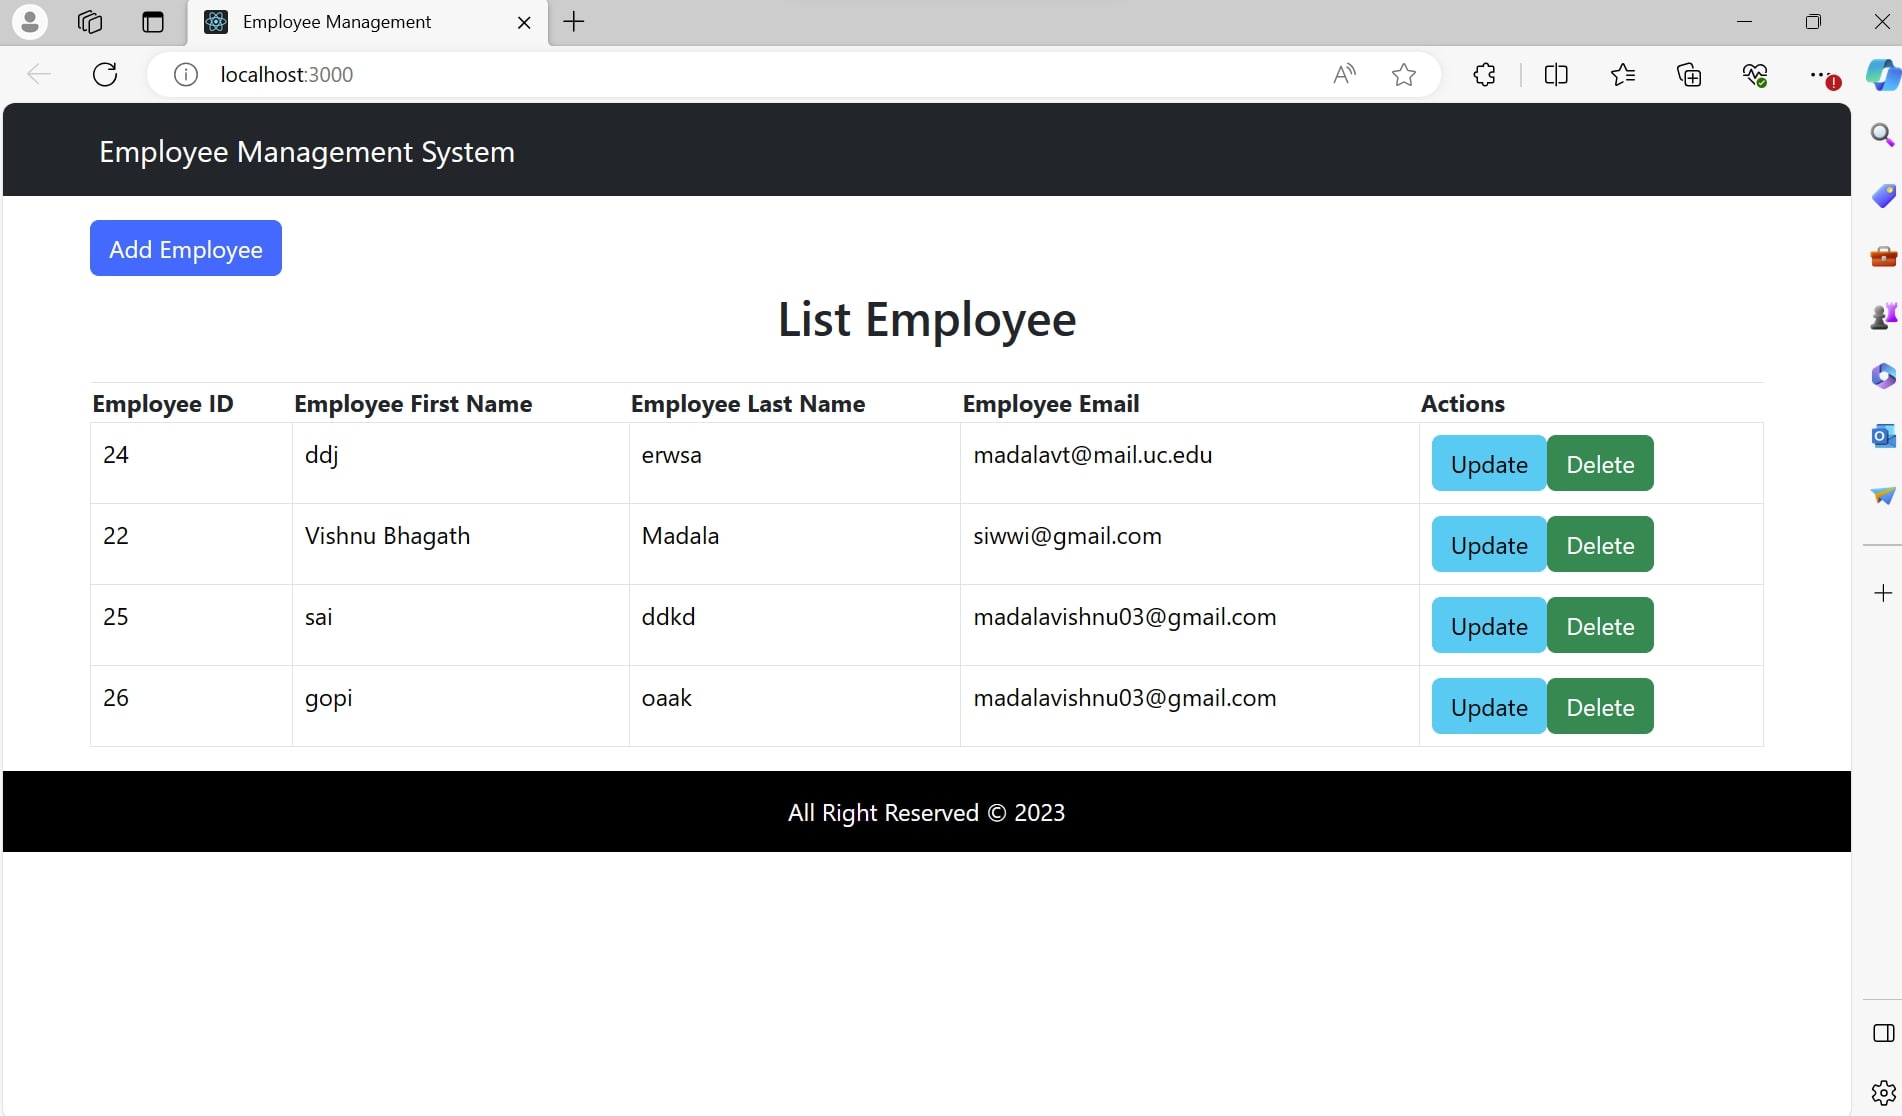 Employee Management
localhost:3000
Employee Management System
Add Employee
List Employee
Employee ID Employee First Name Employee Last Name Employee Email Actions
24 ddj erwsa madalavt@mail.uc.edu Update Delete
22 Vishnu Bhagath Madala siwwi@gmail.com Update Delete
25 sai ddkd madalavishnu03@gmail.com Update Delete
26 gopi oaak madalavishnu03@gmail.com Update Delete
All Right Reserved © 2023